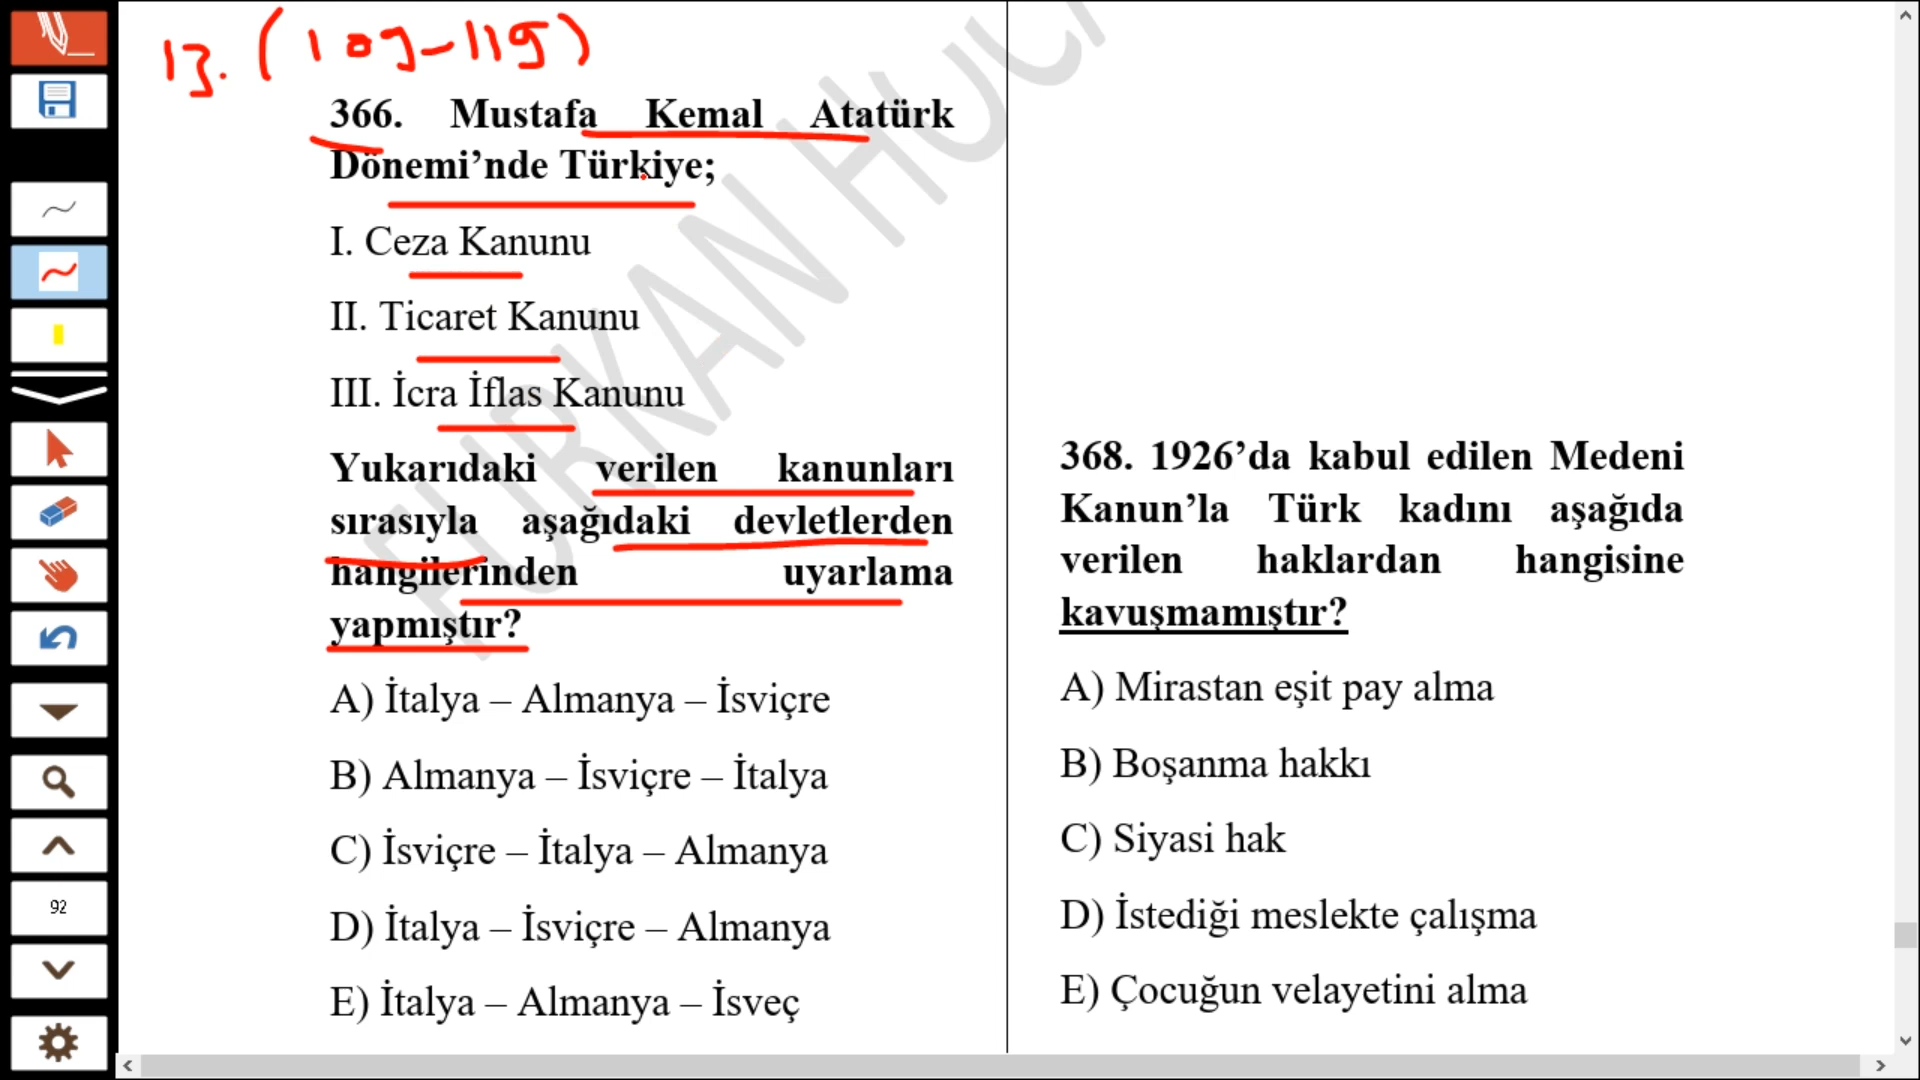 13. (109-115)
366. Mustafa Kemal Atatürk
Dönemi’nde Türkiye;
I. Ceza Kanunu
II. Ticaret Kanunu
III. İcra İflas Kanunu
Yukarıdaki verilen kanunları
sırasıyla aşağıdaki devletlerden
hangilerinden uyarlama
yapmıştır?
A) İtalya – Almanya – İsviçre
B) Almanya – İsviçre – İtalya
C) İsviçre – İtalya – Almanya
D) İtalya – İsviçre – Almanya
E) İtalya – Almanya – İsveç
368. 1926’da kabul edilen Medeni
Kanun’la Türk kadını aşağıda
verilen haklardan hangisine
kavuşmamıştır?
A) Mirastan eşit pay alma
B) Boşanma hakkı
C) Siyasi hak
D) İstediği meslekte çalışma
E) Çocuğun velayetini alma
FURKAN HOCA
92